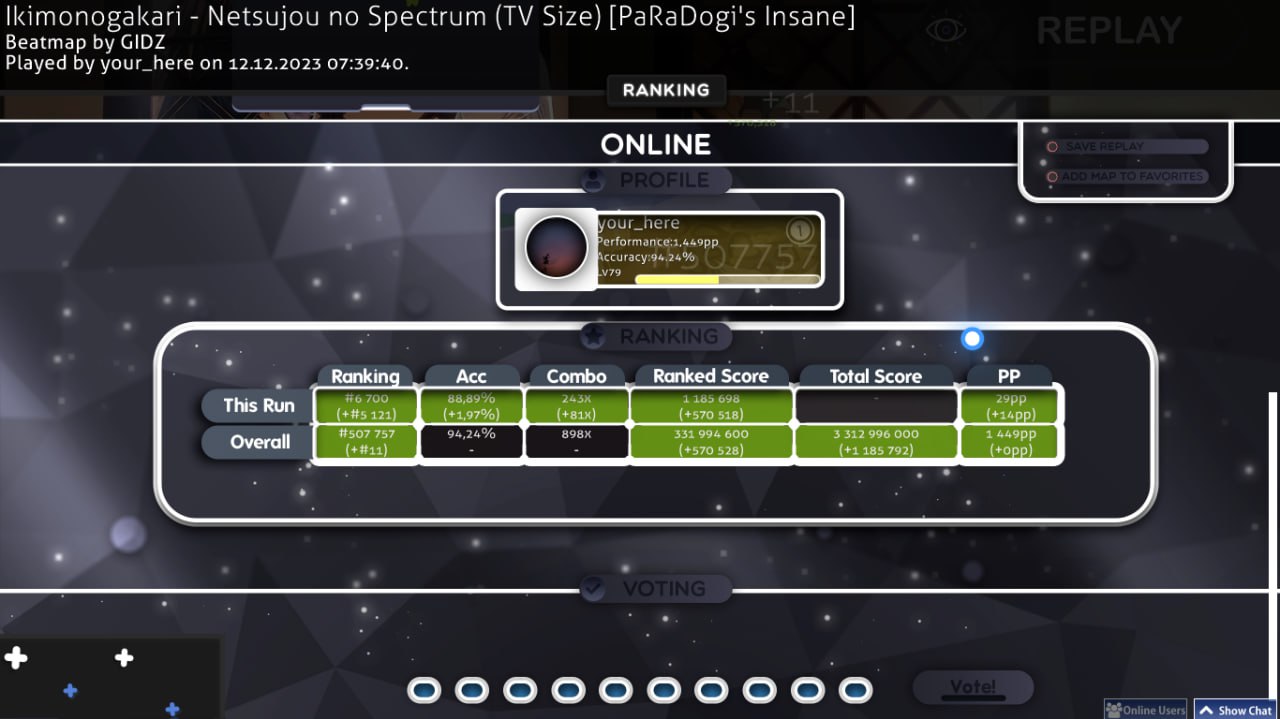 Ikimonogakari - Netsujou no Spectrum (TV Size) [PaRaDogi's Insane]
Beatmap by GIDZ
Played by your_here on 12.12.2023 07:39:40.
REPLAY
RANKING
+11
+570,528
ONLINE
SAVE REPLAY
ADD MAP TO FAVORITES
PROFILE
your_here
Performance:1,449pp
Accuracy:94.24%
Lv79
1
#507757
RANKING
Ranking Acc Combo Ranked Score Total Score PP
This Run #6 700 88,89% 243x 1 185 698 - 29pp
(+#5 121) (+1,97%) (+81x) (+570 518) (+14pp)
Overall #507 757 94,24% 898x 331 994 600 3 312 996 000 1 449pp
(+#11) - - (+570 528) (+1 185 792) (+0pp)
VOTING
Vote!
Online Users
Show Chat